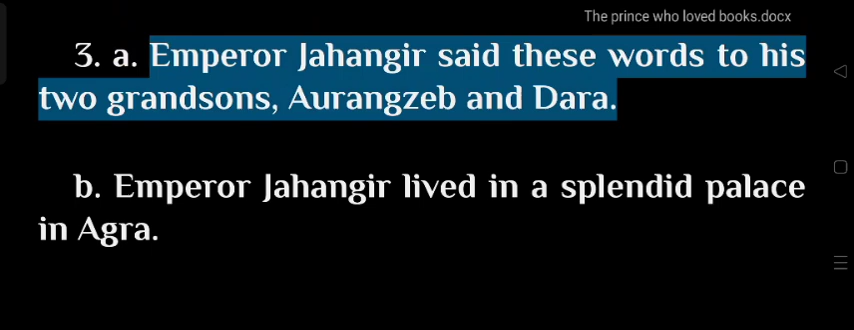 The prince who loved books.docx
3. a. Emperor Jahangir said these words to his
two grandsons, Aurangzeb and Dara.
b. Emperor Jahangir lived in a splendid palace
in Agra.